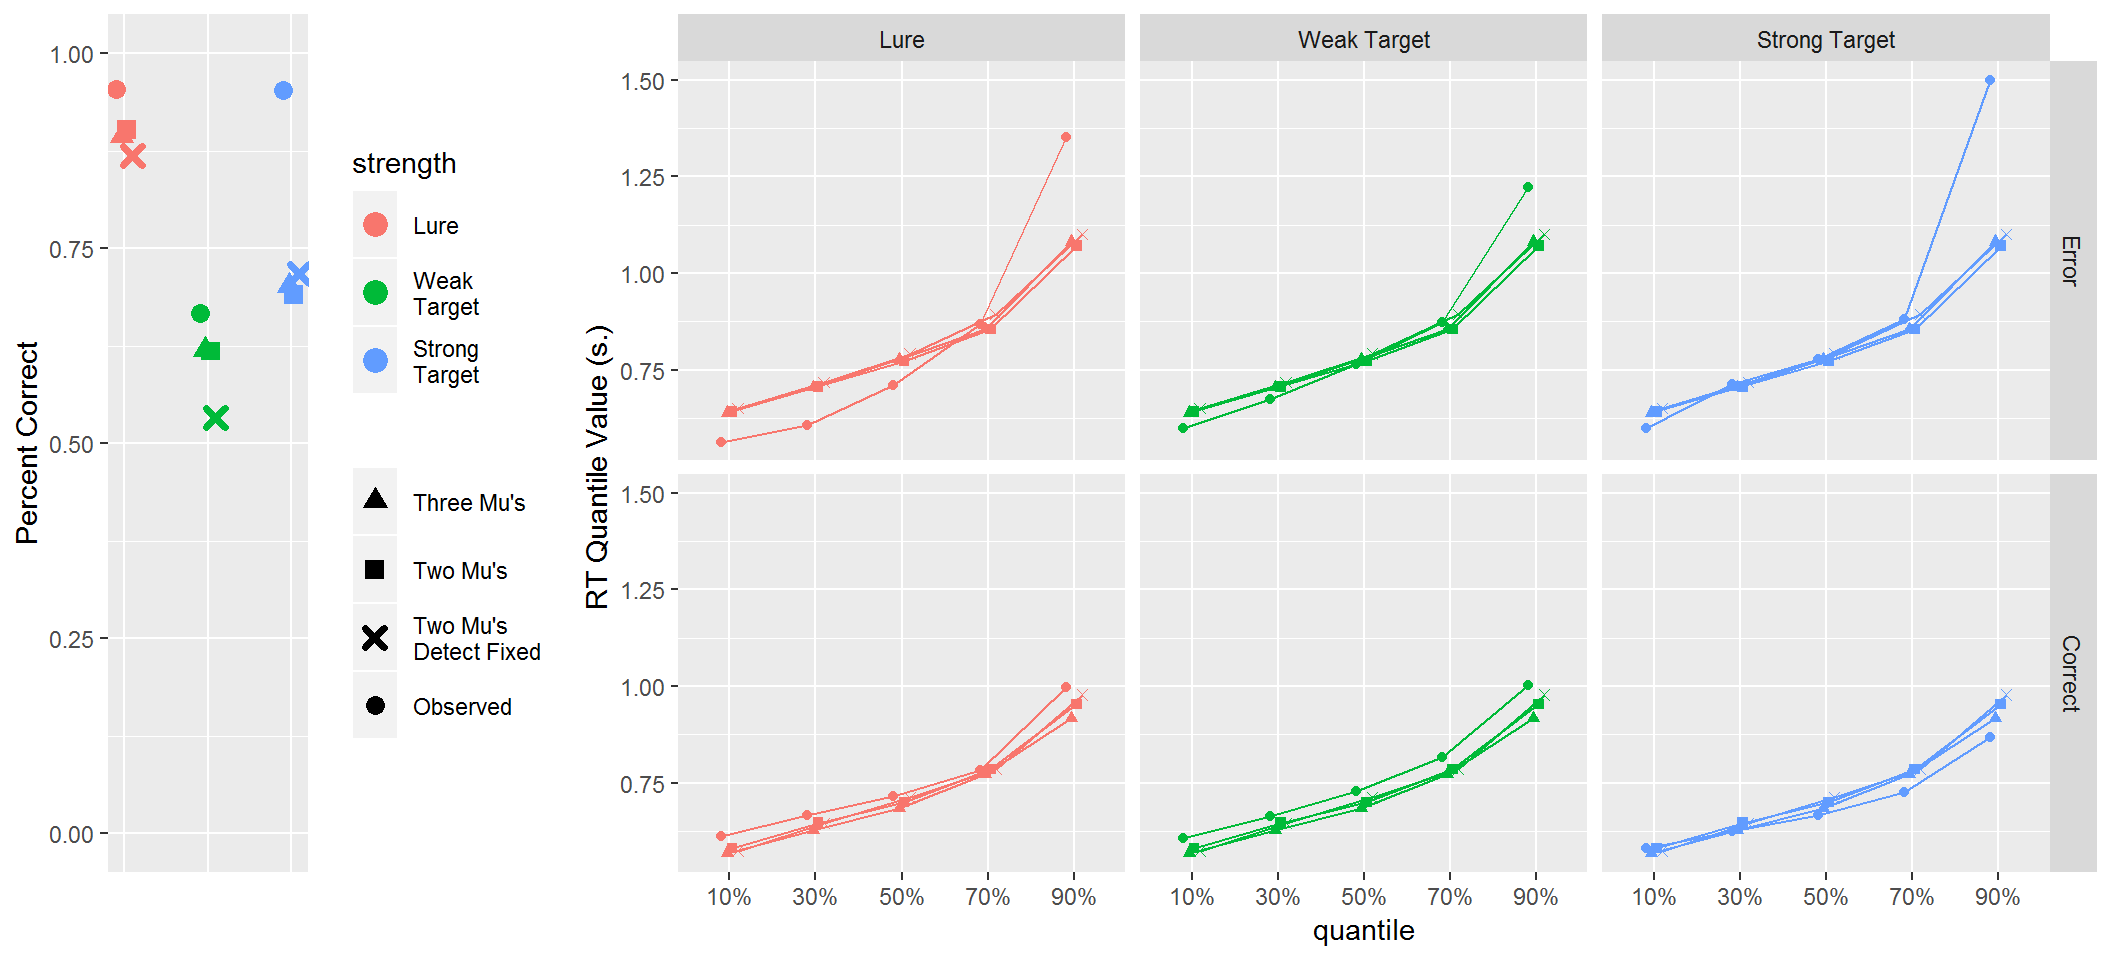 Percent Correct
1.00
0.75
0.50
0.25
0.00
strength
Lure
Weak
Target
Strong
Target
Three Mu's
Two Mu's
Two Mu's
Detect Fixed
Observed
RT Quantile Value (s.)
Lure
Weak Target
Strong Target
1.50
1.25
1.00
0.75
Error
1.50
1.25
1.00
0.75
Correct
10% 30% 50% 70% 90%
10% 30% 50% 70% 90%
10% 30% 50% 70% 90%
quantile